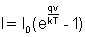 I = I₀(e^(qv/kT) - 1)